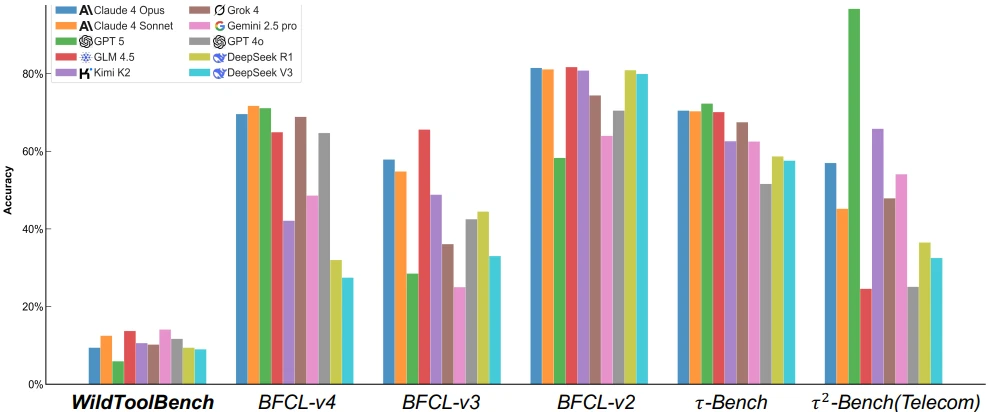 Claude 4 Opus
Claude 4 Sonnet
GPT 5
GLM 4.5
Kimi K2
Grok 4
Gemini 2.5 pro
GPT 4o
DeepSeek R1
DeepSeek V3
Accuracy
80%
60%
40%
20%
0%
WildToolBench
BFCL-v4
BFCL-v3
BFCL-v2
τ-Bench
τ²-Bench(Telecom)